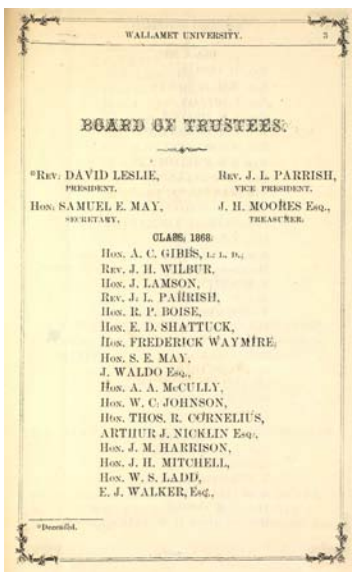 WALLAMET UNIVERSITY. 3
BOARD OF TRUSTEES.
*REV. DAVID LESLIE, REV. J. L. PARRISH,
PRESIDENT. VICE PRESIDENT.
HON. SAMUEL E. MAY, J. H. MOORES ESQ.,
SECRETARY. TREASURER.
CLASS, 1868.
HON. A. C. GIBBS, L. L. D.,
REV. J. H. WILBUR,
HON. J. LAMSON,
REV. J. L. PARRISH,
HON. R. P. BOISE,
HON. E. D. SHATTUCK,
HON. FREDERICK WAYMIRE,
HON. S. E. MAY,
J. WALDO ESQ.,
HON. A. A. MCCULLY,
HON. W. C. JOHNSON,
HON. THOS. R. CORNELIUS,
ARTHUR J. NICKLIN ESQ.,
HON. J. M. HARRISON,
HON. J. H. MITCHELL,
HON. W. S. LADD,
E. J. WALKER, ESQ.,
*Deceased.